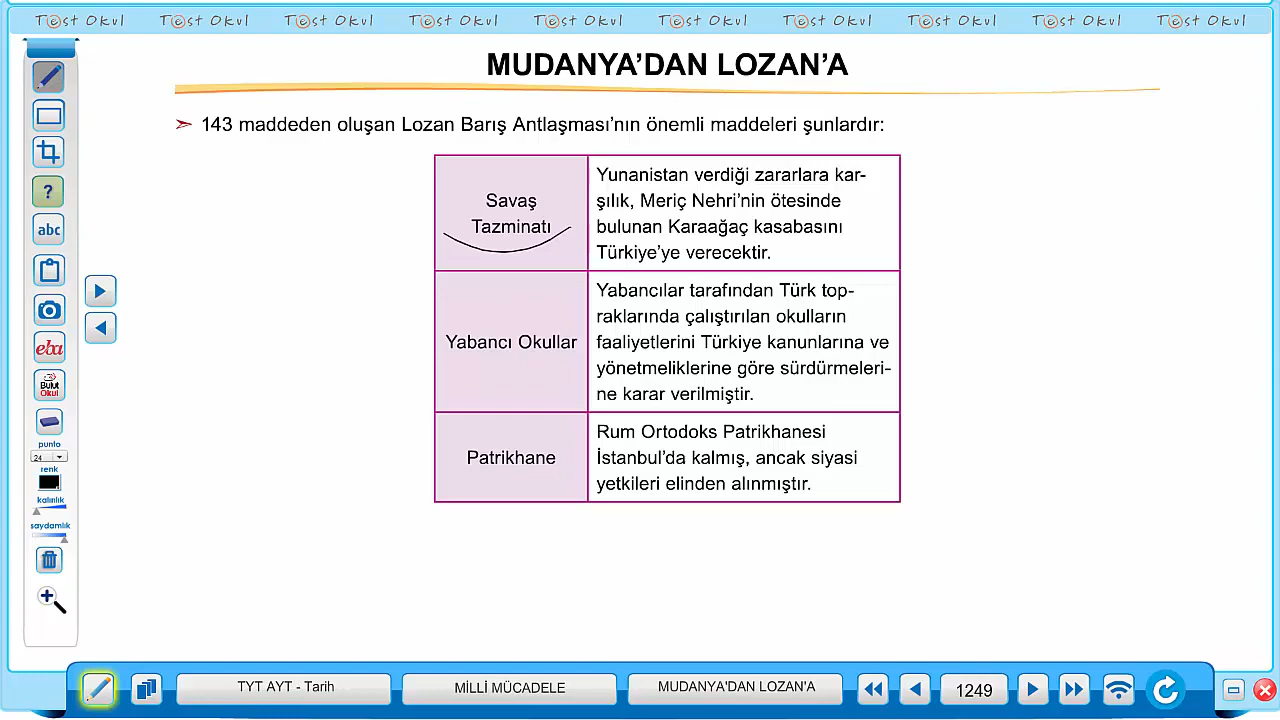 Test Okul Test Okul Test Okul Test Okul Test Okul Test Okul Test Okul Test Okul Test Okul Test Okul
MUDANYA’DAN LOZAN’A
➣ 143 maddeden oluşan Lozan Barış Antlaşması’nın önemli maddeleri şunlardır:
Savaş
Tazminatı
Yunanistan verdiği zararlara kar-
şılık, Meriç Nehri’nin ötesinde
bulunan Karaağaç kasabasını
Türkiye’ye verecektir.
Yabancı Okullar
Yabancılar tarafından Türk top-
raklarında çalıştırılan okulların
faaliyetlerini Türkiye kanunlarına ve
yönetmeliklerine göre sürdürmeleri-
ne karar verilmiştir.
Patrikhane
Rum Ortodoks Patrikhanesi
İstanbul’da kalmış, ancak siyasi
yetkileri elinden alınmıştır.
?
abc
eba
Bulut
Okul
punto
24
renk
kalınlık
saydamlık
TYT AYT - Tarih
MİLLİ MÜCADELE
MUDANYA'DAN LOZAN'A
1249